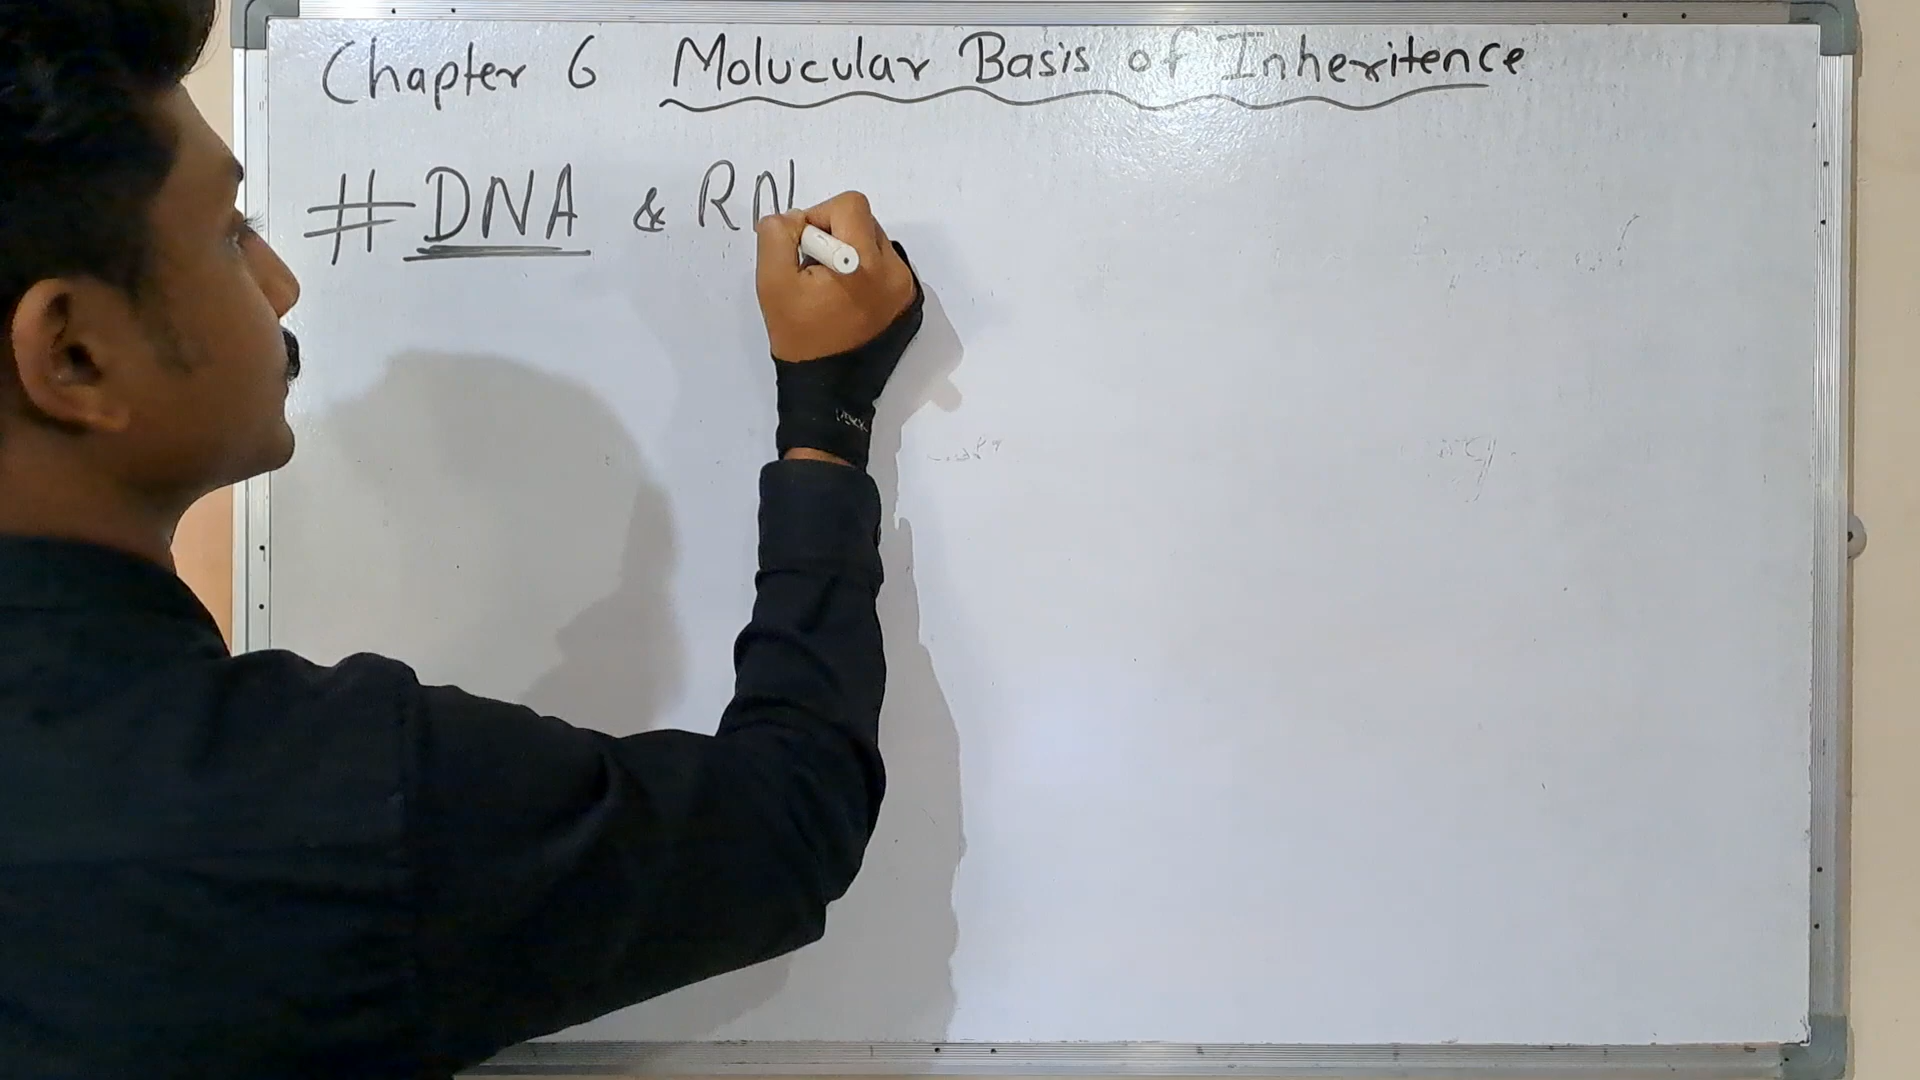 Chapter 6 Molucular Basis of Inheritence
# DNA & RN